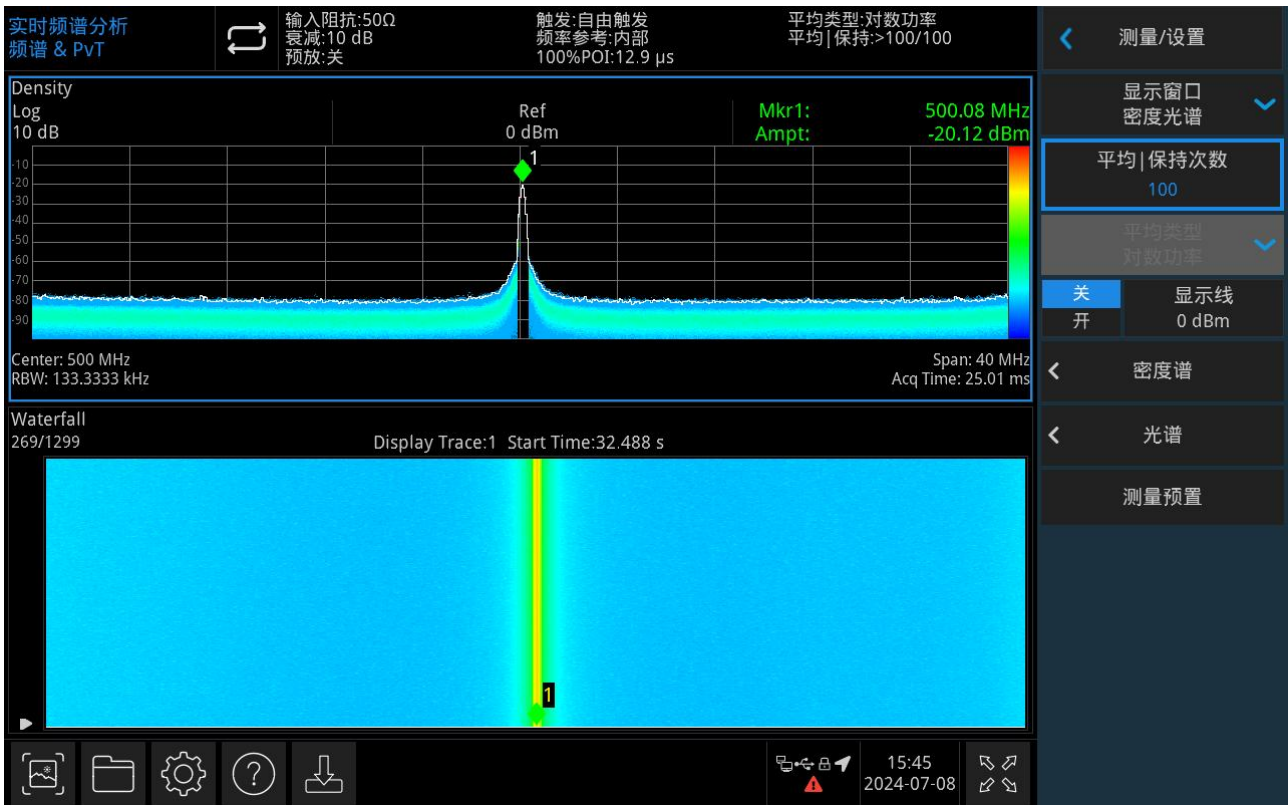 实时频谱分析
频谱 & PvT
输入阻抗:50Ω
衰减:10 dB
预放:关
触发:自由触发
频率参考:内部
100%POI:12.9 µs
平均类型:对数功率
平均|保持:>100/100
Density
Log
10 dB
Ref
0 dBm
Mkr1: 500.08 MHz
Ampt: -20.12 dBm
1
-10
-20
-30
-40
-50
-60
-70
-80
-90
Center: 500 MHz
RBW: 133.3333 kHz
Span: 40 MHz
Acq Time: 25.01 ms
Waterfall
269/1299
Display Trace:1 Start Time:32.488 s
1
15:45
2024-07-08
测量/设置
显示窗口
密度光谱
平均|保持次数
100
平均类型
对数功率
关
开
显示线
0 dBm
密度谱
光谱
测量预置